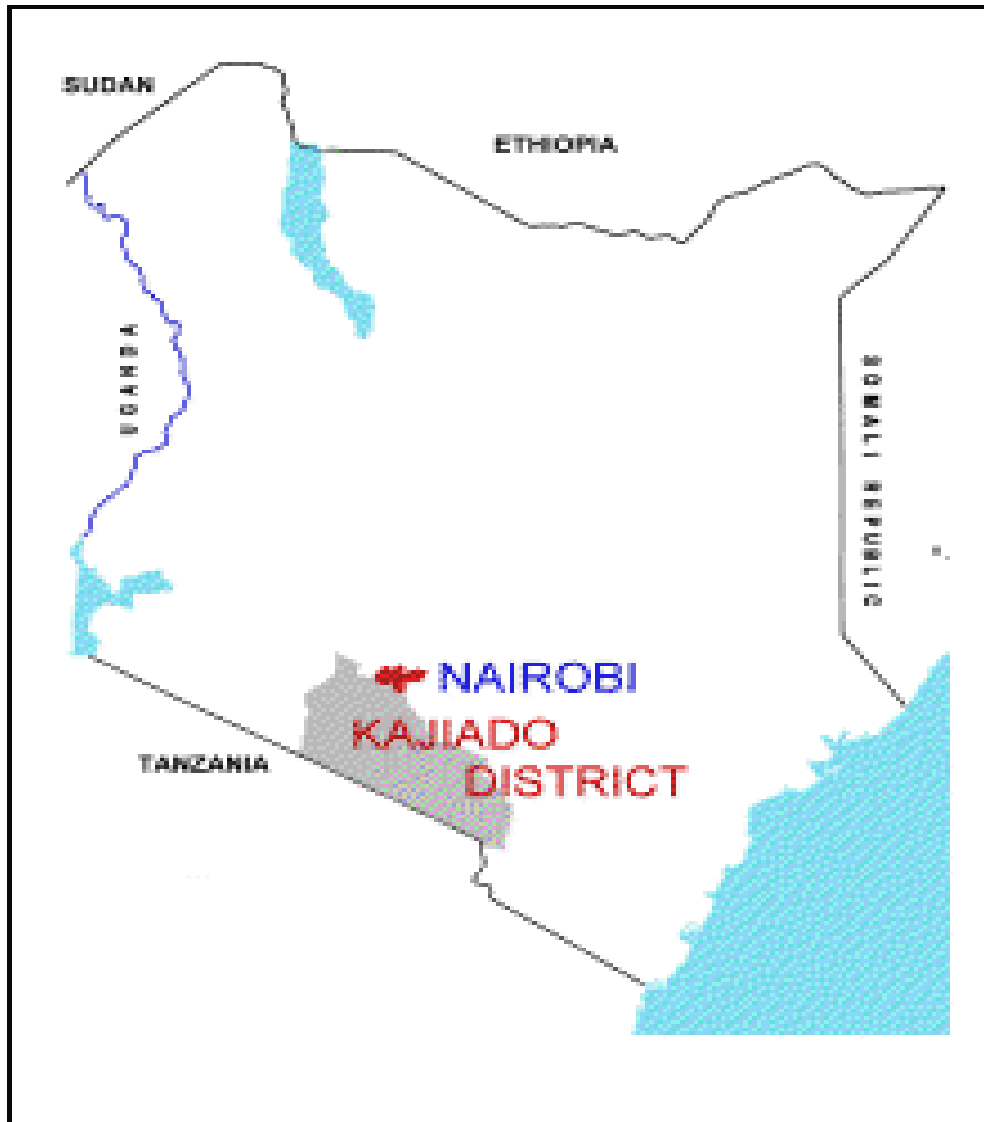 SUDAN
ETHIOPIA
UGANDA
SOMALI REPUBLIC
NAIROBI
KAJIADO
DISTRICT
TANZANIA